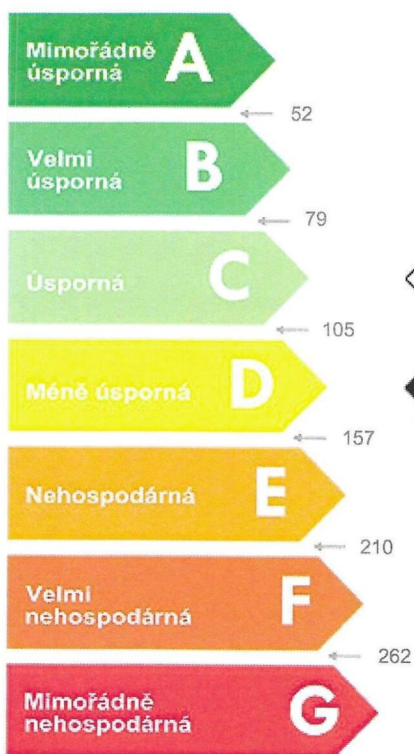 Mimořádně
úsporná
A
52
Velmi
úsporná
B
79
Úsporná
C
105
Méně úsporná
D
157
Nehospodárná
E
210
Velmi
nehospodárná
F
262
Mimořádně
nehospodárná
G